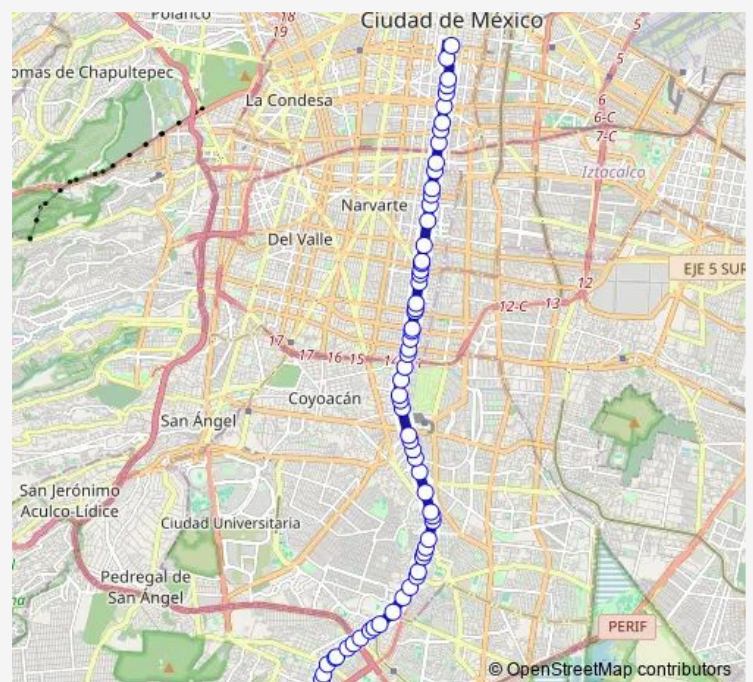 Polanco
Ciudad de México
18
19
5
5
omas de Chapultepec
La Condesa
6
6-C
7-C
Iztacalco
Narvarte
Del Valle
EJE 5 SUR
12
12-C
13
17
17
16
15
14
Coyoacán
San Ángel
San Jerónimo
Aculco-Lídice
Ciudad Universitaria
Pedregal de
San Ángel
PERIF
© OpenStreetMap contributors